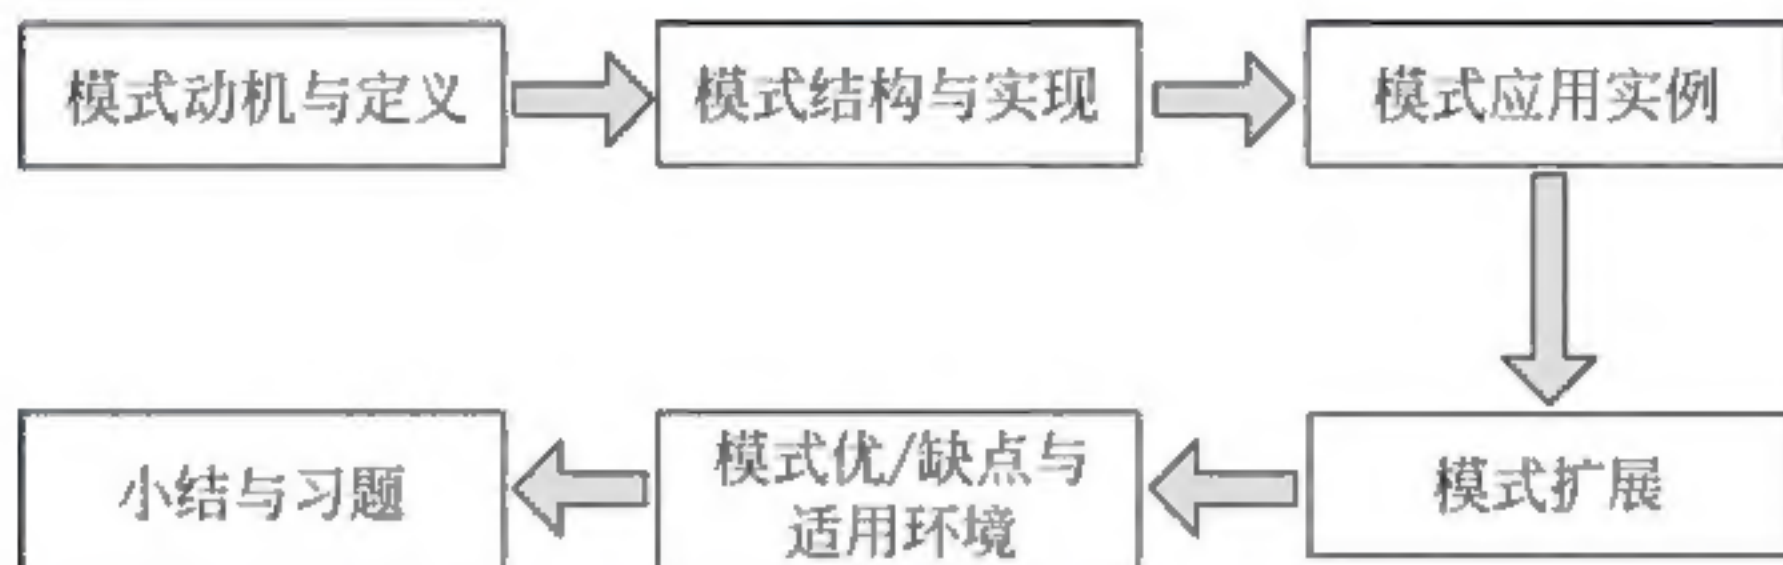 模式动机与定义
模式结构与实现
模式应用实例
模式扩展
模式优/缺点与
适用环境
小结与习题